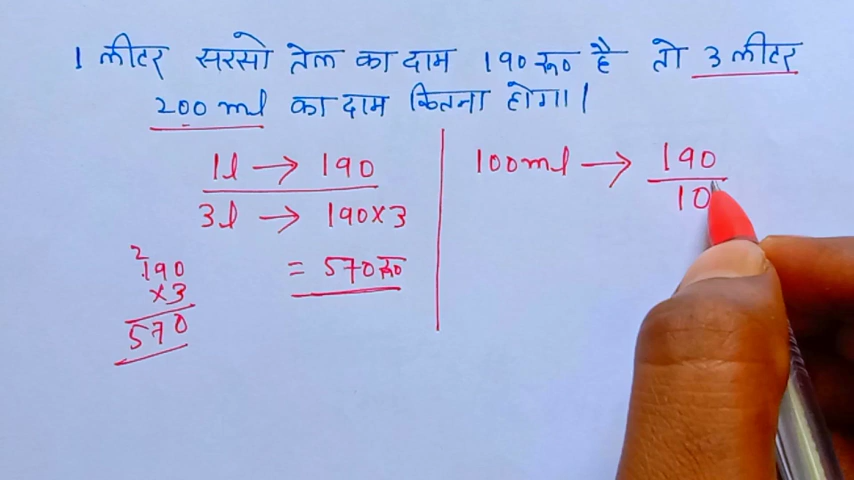 1 लीटर सरसो तेल का दाम 190 रू० है तो 3 लीटर
200 ml का दाम कितना होगा।
1l → 190
3l → 190×3
= 570रू०
2
190
×3
570
100ml → 190
10